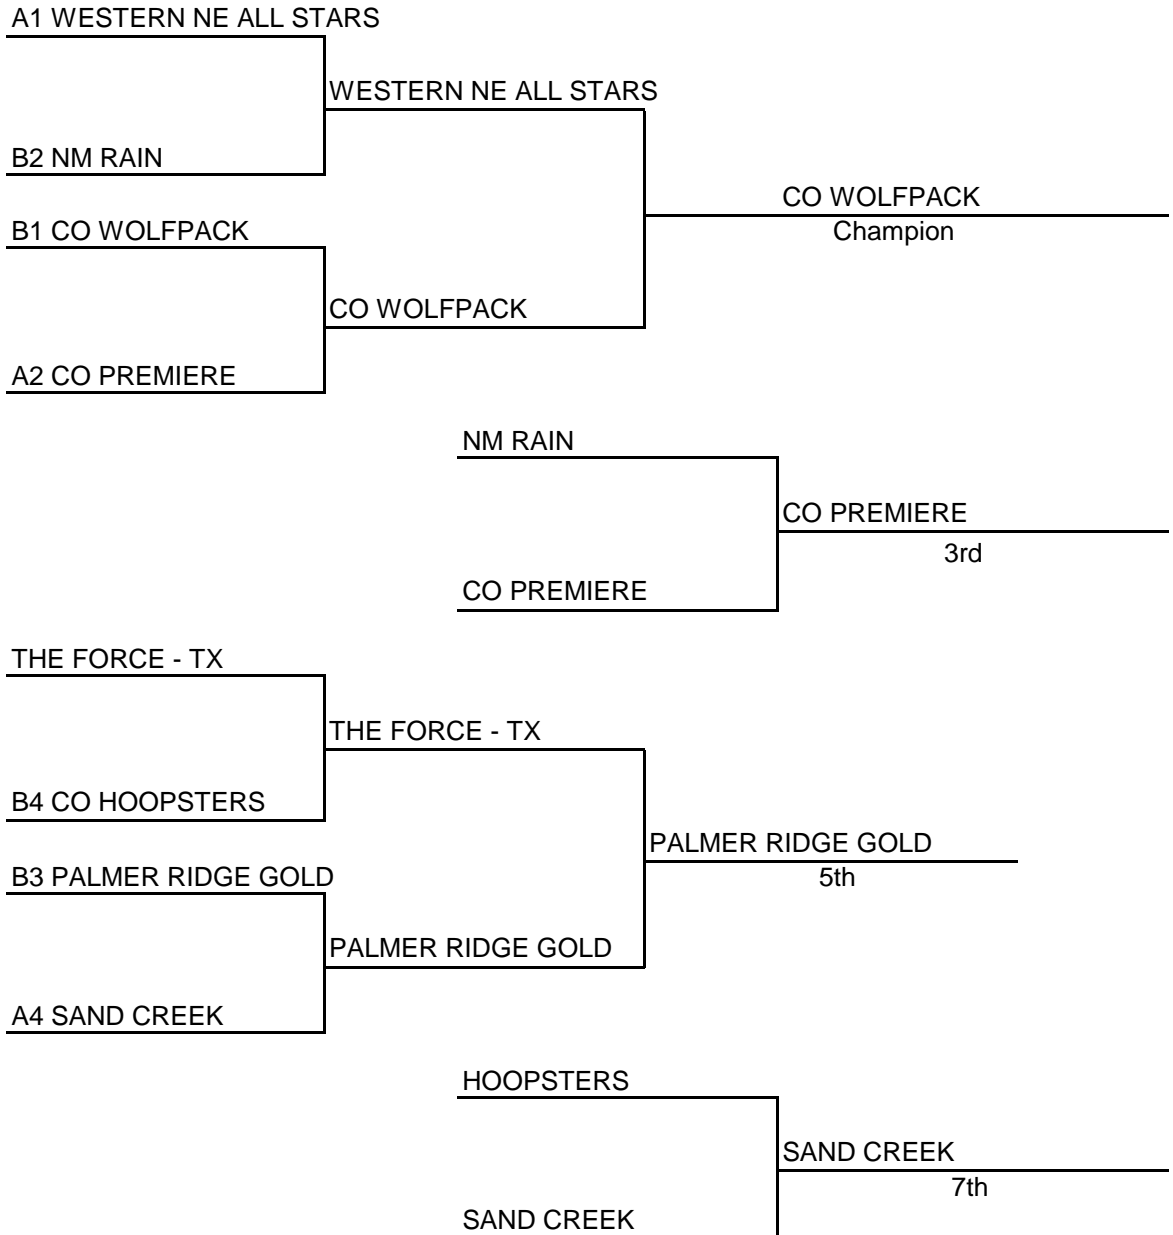 A1 WESTERN NE ALL STARS
WESTERN NE ALL STARS
B2 NM RAIN
CO WOLFPACK
Champion
B1 CO WOLFPACK
CO WOLFPACK
A2 CO PREMIERE
NM RAIN
CO PREMIERE
3rd
CO PREMIERE
THE FORCE - TX
THE FORCE - TX
B4 CO HOOPSTERS
PALMER RIDGE GOLD
5th
B3 PALMER RIDGE GOLD
PALMER RIDGE GOLD
A4 SAND CREEK
HOOPSTERS
SAND CREEK
7th
SAND CREEK